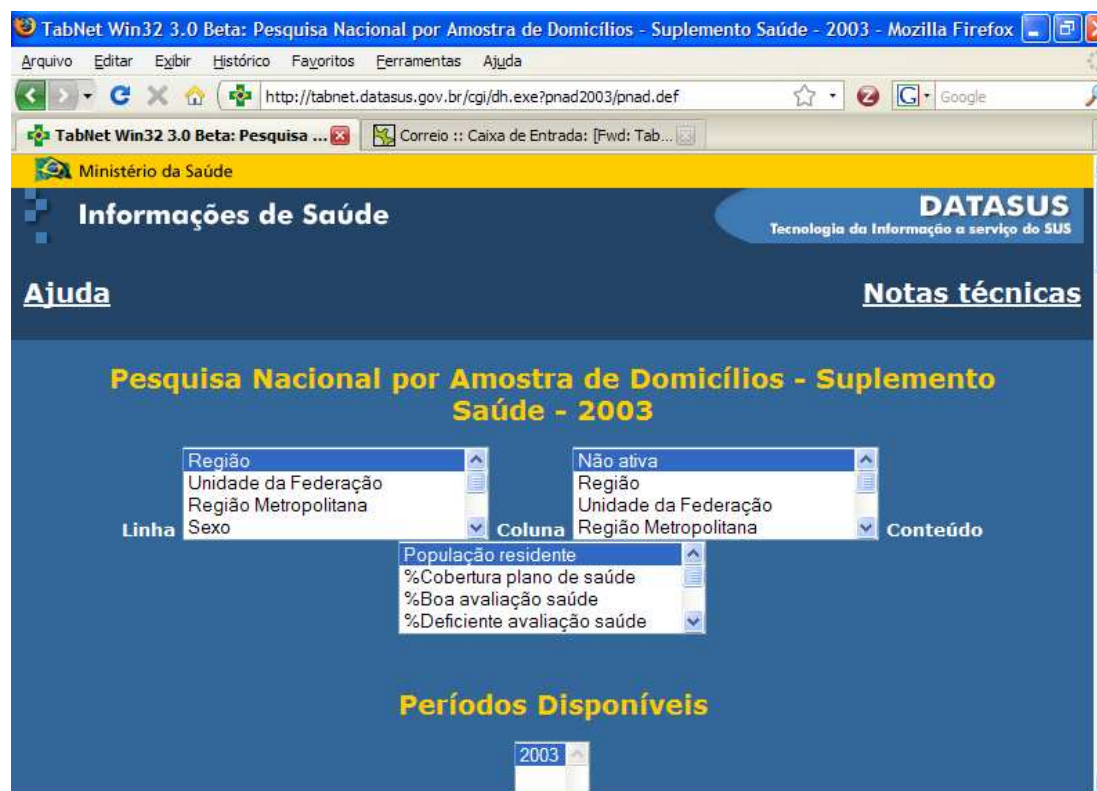 TabNet Win32 3.0 Beta: Pesquisa Nacional por Amostra de Domicílios - Suplemento Saúde - 2003 - Mozilla Firefox
Arquivo Editar Exibir Histórico Favoritos Ferramentas Ajuda
http://tabnet.datasus.gov.br/cgi/dh.exe?pnad2003/pnad.def G Google
TabNet Win32 3.0 Beta: Pesquisa ... Correio :: Caixa de Entrada: [Fwd: Tab...
Ministério da Saúde
Informações de Saúde
DATASUS
Tecnologia da Informação a serviço do SUS
Ajuda Notas técnicas
Pesquisa Nacional por Amostra de Domicílios - Suplemento
Saúde - 2003
Linha
Região
Unidade da Federação
Região Metropolitana
Sexo
Coluna
Não ativa
Região
Unidade da Federação
Região Metropolitana
Conteúdo
População residente
%Cobertura plano de saúde
%Boa avaliação saúde
%Deficiente avaliação saúde
Períodos Disponíveis
2003